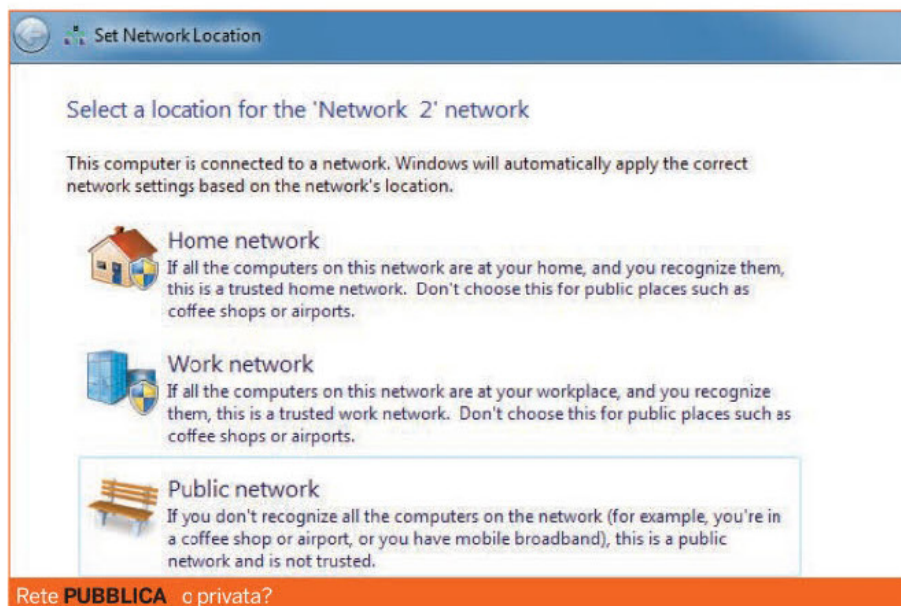 Set Network Location
Select a location for the 'Network 2' network
This computer is connected to a network. Windows will automatically apply the correct
network settings based on the network's location.
Home network
If all the computers on this network are at your home, and you recognize them,
this is a trusted home network. Don't choose this for public places such as
coffee shops or airports.
Work network
If all the computers on this network are at your workplace, and you recognize
them, this is a trusted work network. Don't choose this for public places such as
coffee shops or airports.
Public network
If you don't recognize all the computers on the network (for example, you're in
a coffee shop or airport, or you have mobile broadband), this is a public
network and is not trusted.
Rete PUBBLICA o privata?